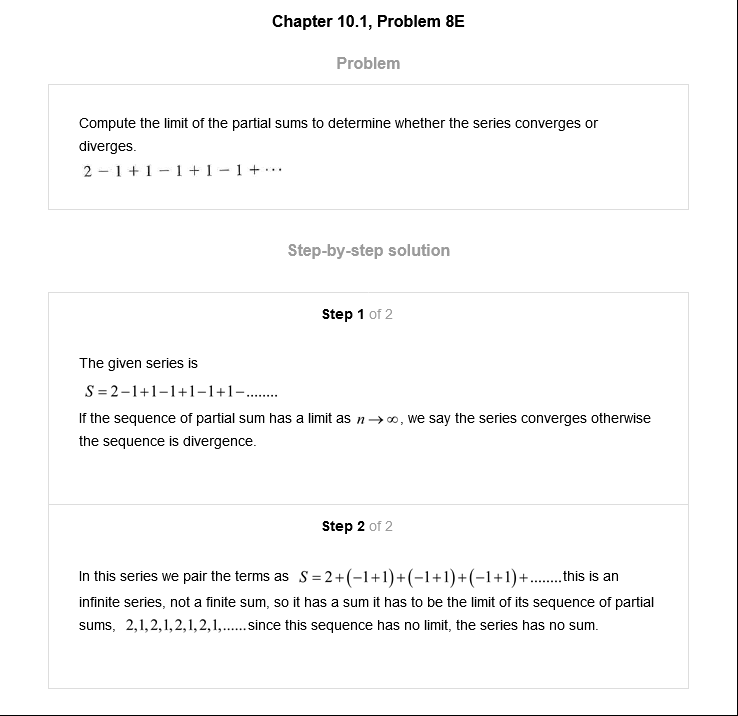 Chapter 10.1, Problem 8E
Problem
Compute the limit of the partial sums to determine whether the series converges or
diverges.
2 − 1 + 1 − 1 + 1 − 1 + ⋯
Step-by-step solution
Step 1 of 2
The given series is
S = 2−1+1−1+1−1+1−........
If the sequence of partial sum has a limit as n → ∞, we say the series converges otherwise
the sequence is divergence.
Step 2 of 2
In this series we pair the terms as S = 2+(−1+1)+(−1+1)+(−1+1)+........this is an
infinite series, not a finite sum, so it has a sum it has to be the limit of its sequence of partial
sums, 2,1,2,1,2,1,2,1,......since this sequence has no limit, the series has no sum.